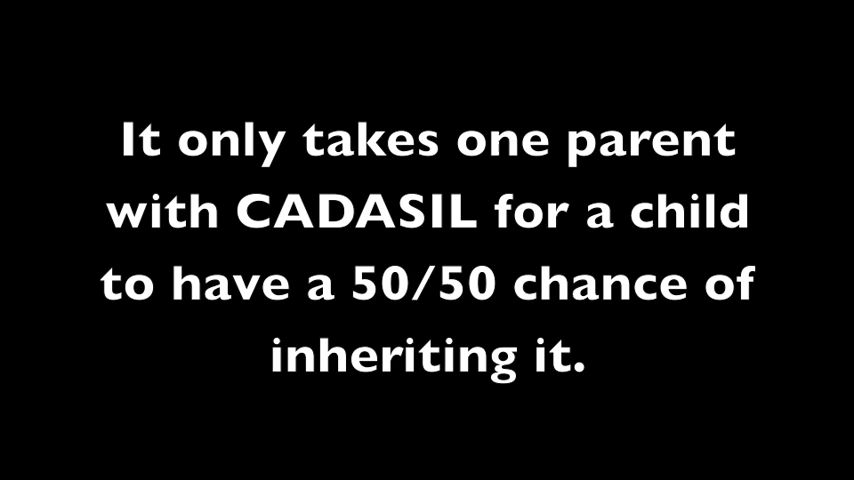 It only takes one parent
with CADASIL for a child
to have a 50/50 chance of
inheriting it.